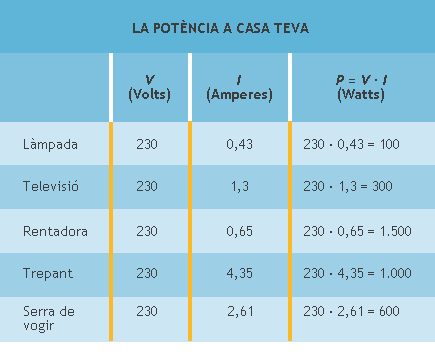 LA POTÈNCIA A CASA TEVA
V I P = V · I
(Volts) (Amperes) (Watts)
Làmpada 230 0,43 230 · 0,43 = 100
Televisió 230 1,3 230 · 1,3 = 300
Rentadora 230 0,65 230 · 0,65 = 1.500
Trepant 230 4,35 230 · 4,35 = 1.000
Serra de 230 2,61 230 · 2,61 = 600
vogir